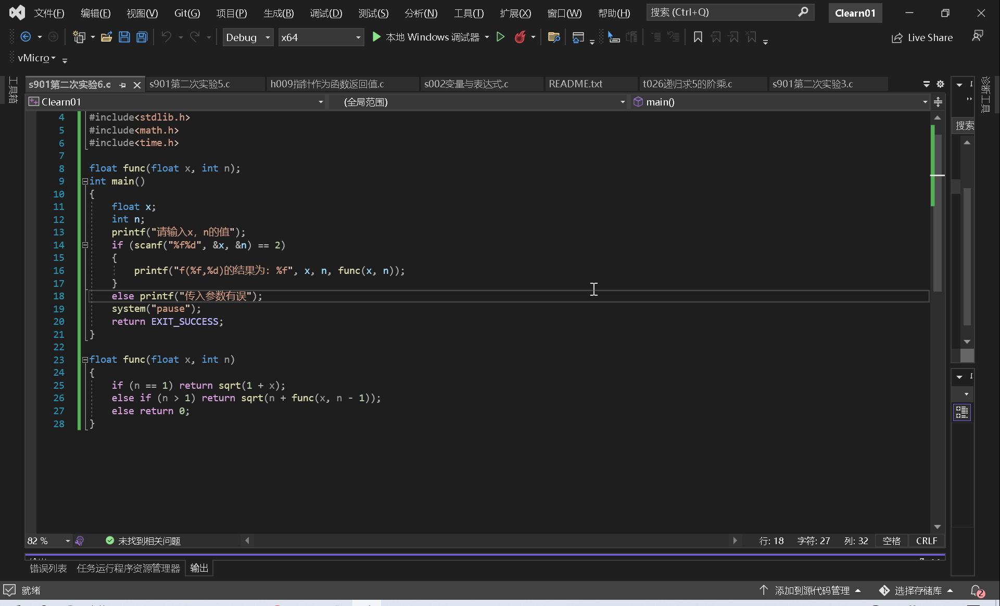 文件(F) 编辑(E) 视图(V) Git(G) 项目(P) 生成(B) 调试(D) 测试(S) 分析(N) 工具(T) 扩展(X) 窗口(W) 帮助(H) 搜索 (Ctrl+Q) Clearn01
Debug x64 本地 Windows 调试器 Live Share
vMicro
工具箱
s901第二次实验6.c s901第二次实验5.c h009指针作为函数返回值.c s002变量与表达式.c README.txt t026递归求5的阶乘.c s901第二次实验3.c
诊断工具
Clearn01 (全局范围) main()
搜索
4 #include<stdlib.h>
5 #include<math.h>
6 #include<time.h>
7
8 float func(float x, int n);
9 int main()
10 {
11 float x;
12 int n;
13 printf("请输入x, n的值");
14 if (scanf("%f%d", &x, &n) == 2)
15 {
16 printf("f(%f,%d)的结果为: %f", x, n, func(x, n));
17 }
18 else printf("传入参数有误");
19 system("pause");
20 return EXIT_SUCCESS;
21 }
22
23 float func(float x, int n)
24 {
25 if (n == 1) return sqrt(1 + x);
26 else if (n > 1) return sqrt(n + func(x, n - 1));
27 else return 0;
28 }
82 % 未找到相关问题 行: 18 字符: 27 列: 32 空格 CRLF
错误列表 任务运行程序资源管理器 输出
就绪 添加到源代码管理 选择存储库 2